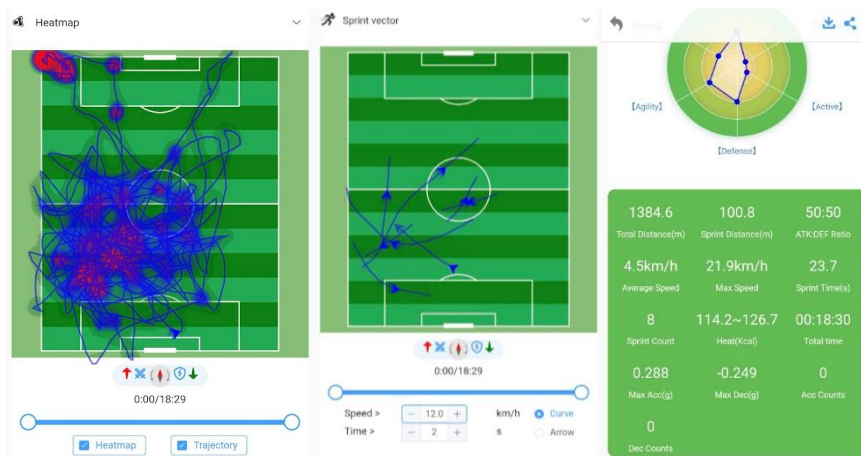 Heatmap
0:00/18:29
Heatmap
Trajectory
Sprint vector
0:00/18:29
Speed >
− 12.0 +
km/h
Curve
Time >
− 2 +
s
Arrow
【Agility】
【Active】
【Defense】
1384.6
100.8
50:50
Total Distance(m)
Sprint Distance(m)
ATK:DEF Ratio
4.5km/h
21.9km/h
23.7
Average Speed
Max Speed
Sprint Time(s)
8
114.2~126.7
00:18:30
Sprint Count
Heat(Kcal)
Total time
0.288
-0.249
0
Max Acc(g)
Max Dec(g)
Acc Counts
0
Dec Counts